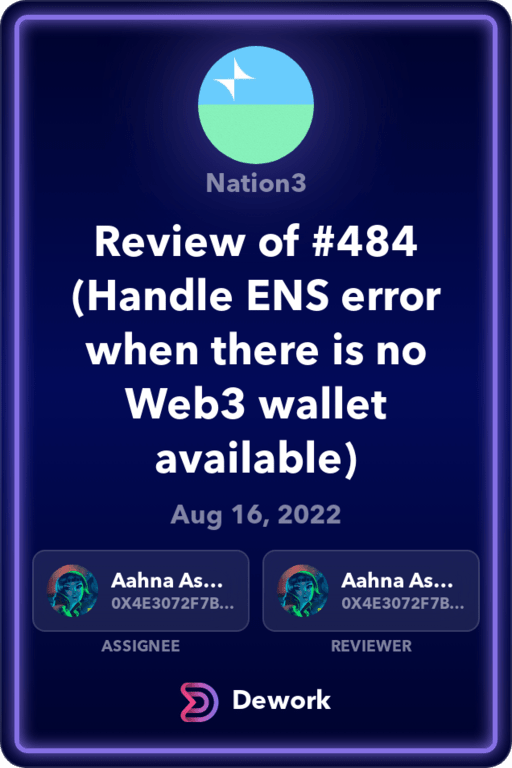 Nation3
Review of #484
(Handle ENS error
when there is no
Web3 wallet
available)
Aug 16, 2022
Aahna As...
0X4E3072F7B...
ASSIGNEE
Aahna As...
0X4E3072F7B...
REVIEWER
Dework